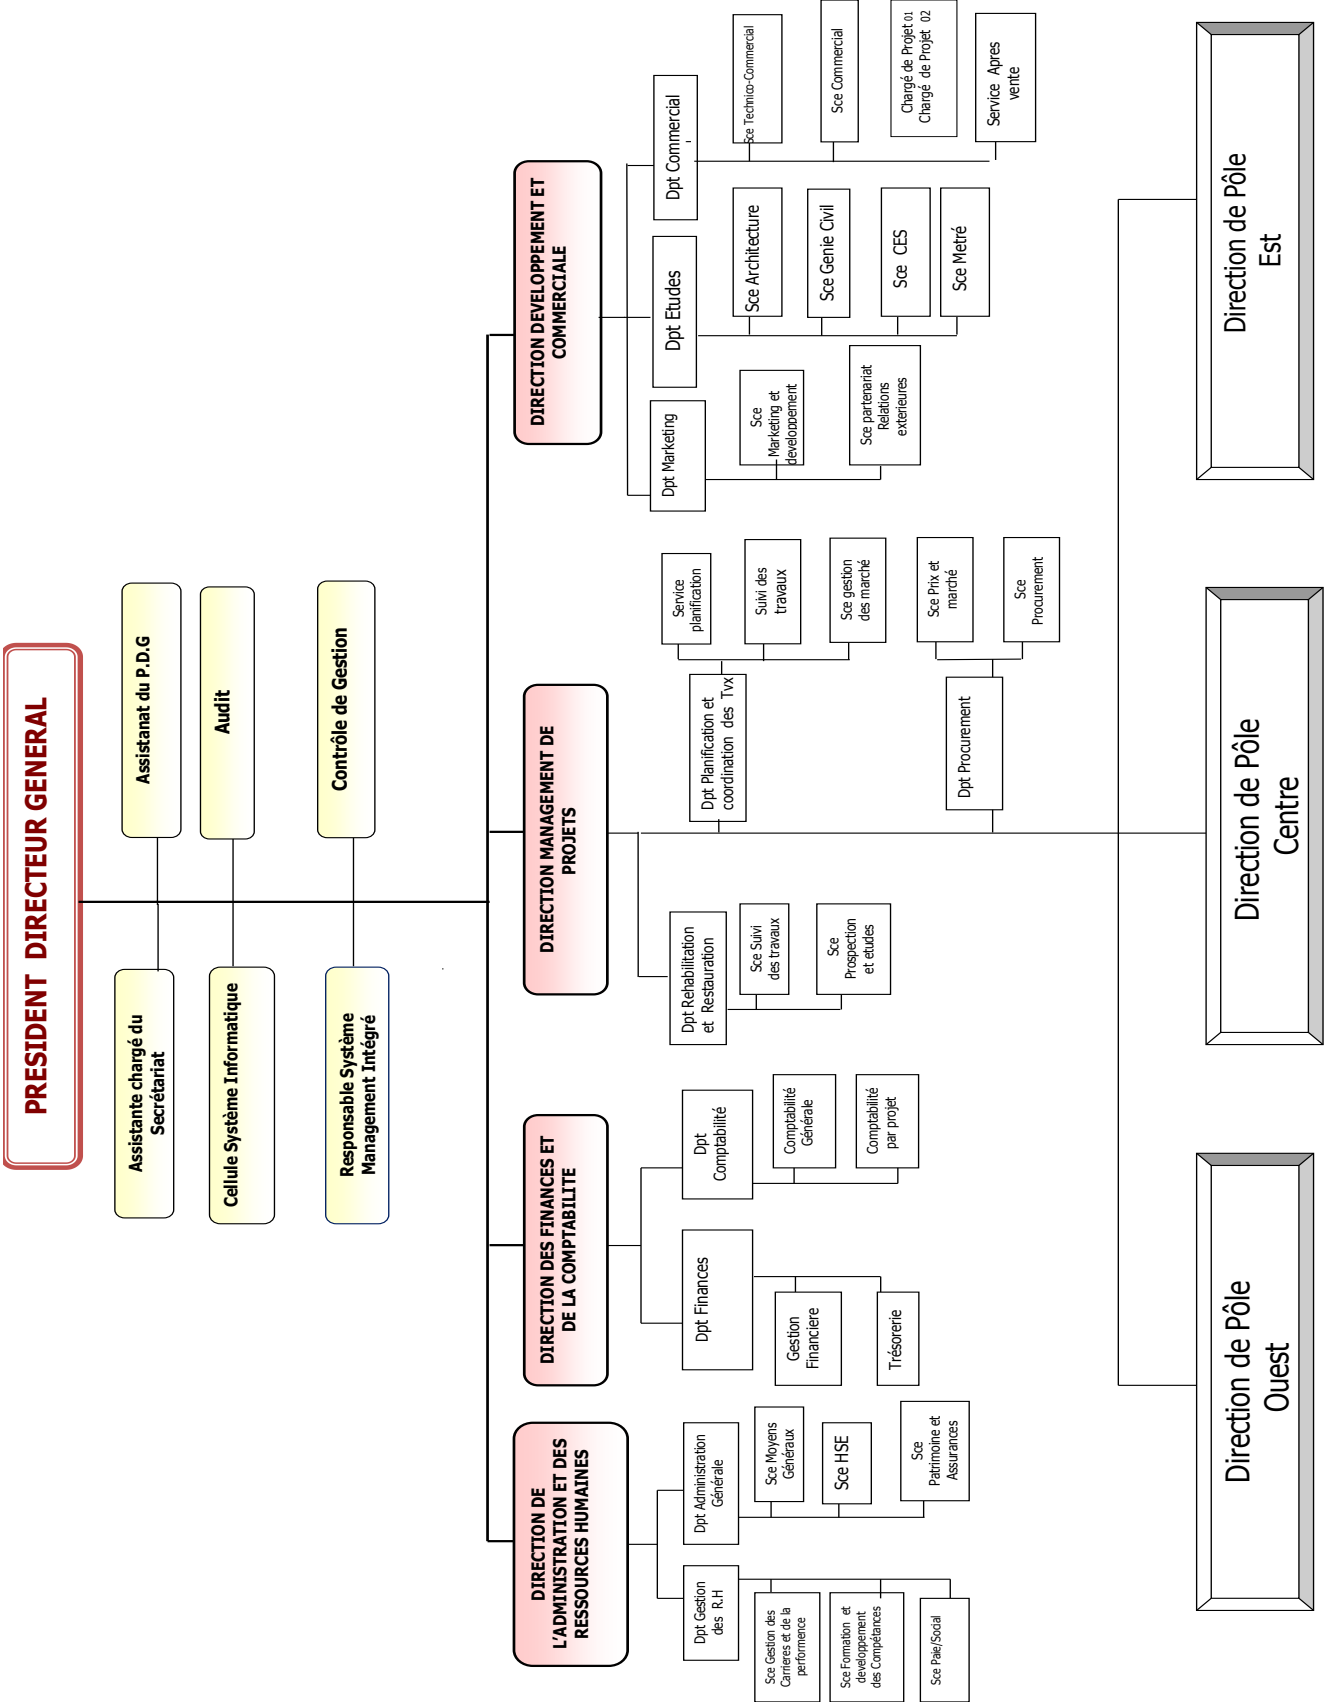 PRESIDENT DIRECTEUR GENERAL
Assistante chargé du
Secrétariat
Assistanat du P.D.G
Cellule Système Informatique
Audit
Responsable Système
Management Intégré
Contrôle de Gestion
DIRECTION DE
L'ADMINISTRATION ET DES
RESSOURCES HUMAINES
DIRECTION DES FINANCES ET
DE LA COMPTABILITE
DIRECTION MANAGEMENT DE
PROJETS
DIRECTION DEVELOPPEMENT ET
COMMERCIALE
Dpt Gestion
des R.H
Sce Gestion des
Carrieres et de la
performence
Sce Formation et
developpement
des Compétances
Sce Paie/Social
Dpt Administration
Générale
Sce Moyens
Généraux
Sce HSE
Sce
Patrimoine et
Assurances
Dpt Finances
Gestion
Financiere
Trésorerie
Dpt
Comptabilité
Comptabilité
Générale
Comptabilité
par projet
Dpt Rehabilitation
et Restauration
Sce Suivi
des travaux
Sce
Prospection
et etudes
Dpt Planification et
coordination des Tvx
Service
planification
Suivi des
travaux
Sce gestion
des marché
Dpt Procurement
Sce Prix et
marché
Sce
Procurement
Dpt Marketing
Sce
Marketing et
developpement
Sce partenariat
Relations
exterieures
Dpt Etudes
Sce Architecture
Sce Genie Civil
Sce CES
Sce Metré
Dpt Commercial
Sce Technico-Commercial
Sce Commercial
Chargé de Projet 01
Chargé de Projet 02
Service Apres
vente
Direction de Pôle
Ouest
Direction de Pôle
Centre
Direction de Pôle
Est